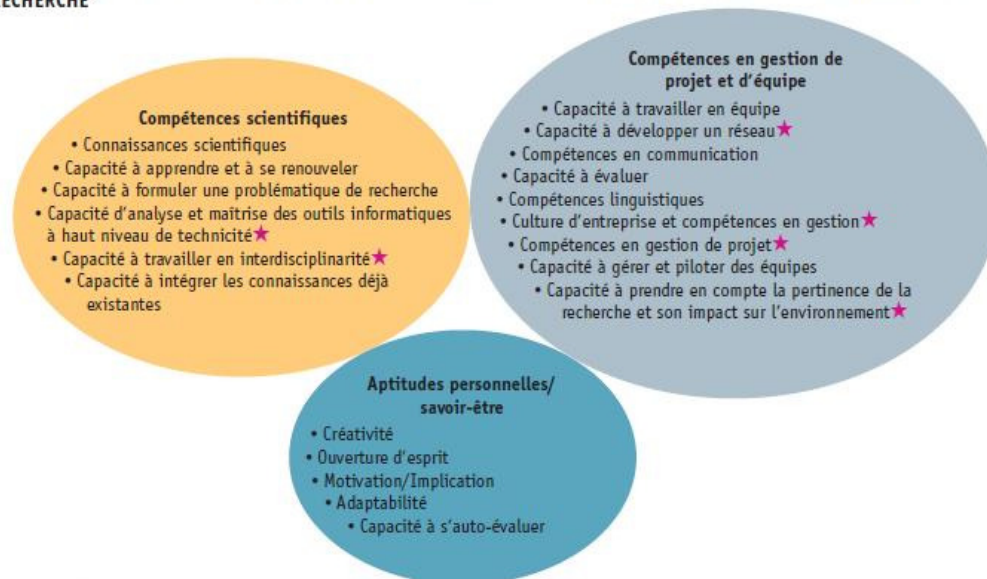 RECHERCHE
Compétences scientifiques
• Connaissances scientifiques
• Capacité à apprendre et à se renouveler
• Capacité à formuler une problématique de recherche
• Capacité d'analyse et maîtrise des outils informatiques
à haut niveau de technicité★
• Capacité à travailler en interdisciplinarité★
• Capacité à intégrer les connaissances déjà
existantes
Compétences en gestion de
projet et d'équipe
• Capacité à travailler en équipe
• Capacité à développer un réseau★
• Compétences en communication
• Capacité à évaluer
• Compétences linguistiques
• Culture d'entreprise et compétences en gestion★
• Compétences en gestion de projet★
• Capacité à gérer et piloter des équipes
• Capacité à prendre en compte la pertinence de la
recherche et son impact sur l'environnement★
Aptitudes personnelles/
savoir-être
• Créativité
• Ouverture d'esprit
• Motivation/Implication
• Adaptabilité
• Capacité à s'auto-évaluer